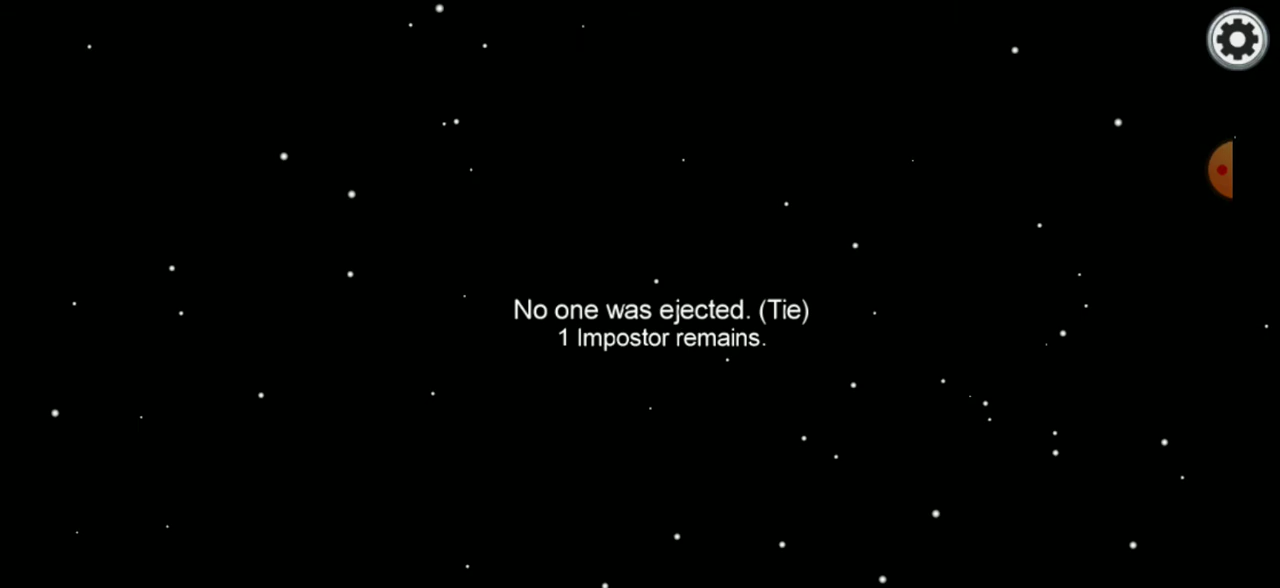 No one was ejected. (Tie)
1 Impostor remains.